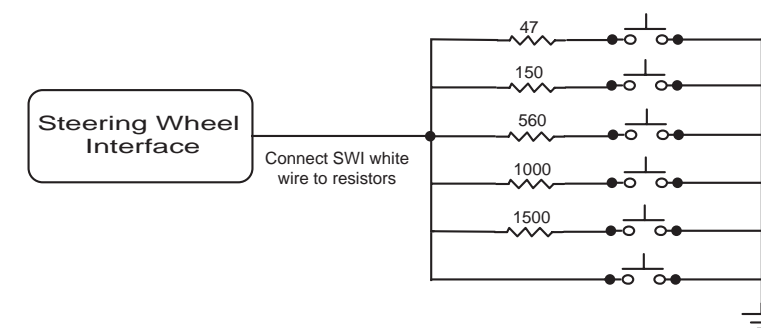 47
150
Steering Wheel
Interface
560
Connect SWI white
wire to resistors
1000
1500